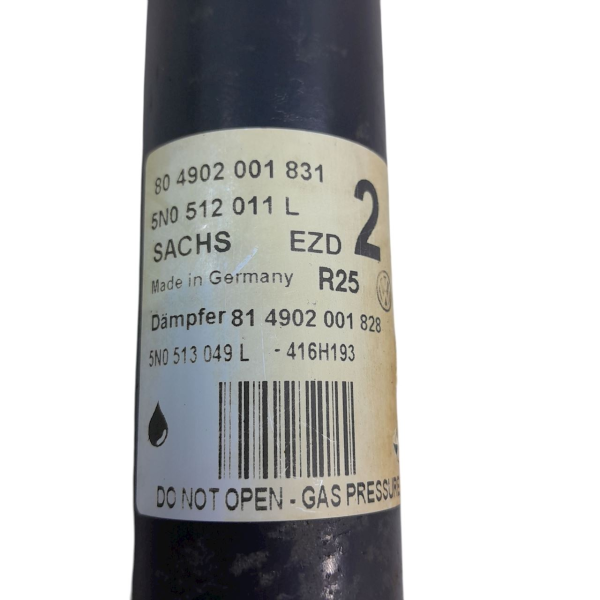 80 4902 001 831
5N0 512 011 L
SACHS EZD 2
Made in Germany R25
Dämpfer 81 4902 001 828
5N0 513 049 L - 416H193
DO NOT OPEN - GAS PRESSURE